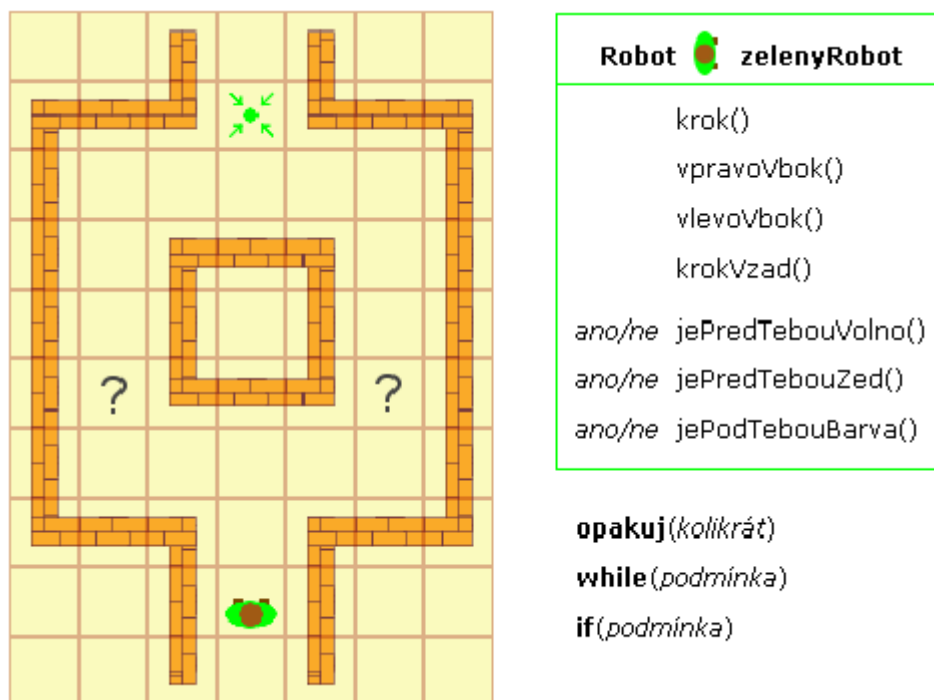 Robot zelenyRobot
krok()
vpravoVbok()
vlevoVbok()
krokVzad()
ano/ne jePredTebouVolno()
ano/ne jePredTebouZed()
ano/ne jePodTebouBarva()
? ?
opakuj(kolikrát)
while(podmínka)
if(podmínka)